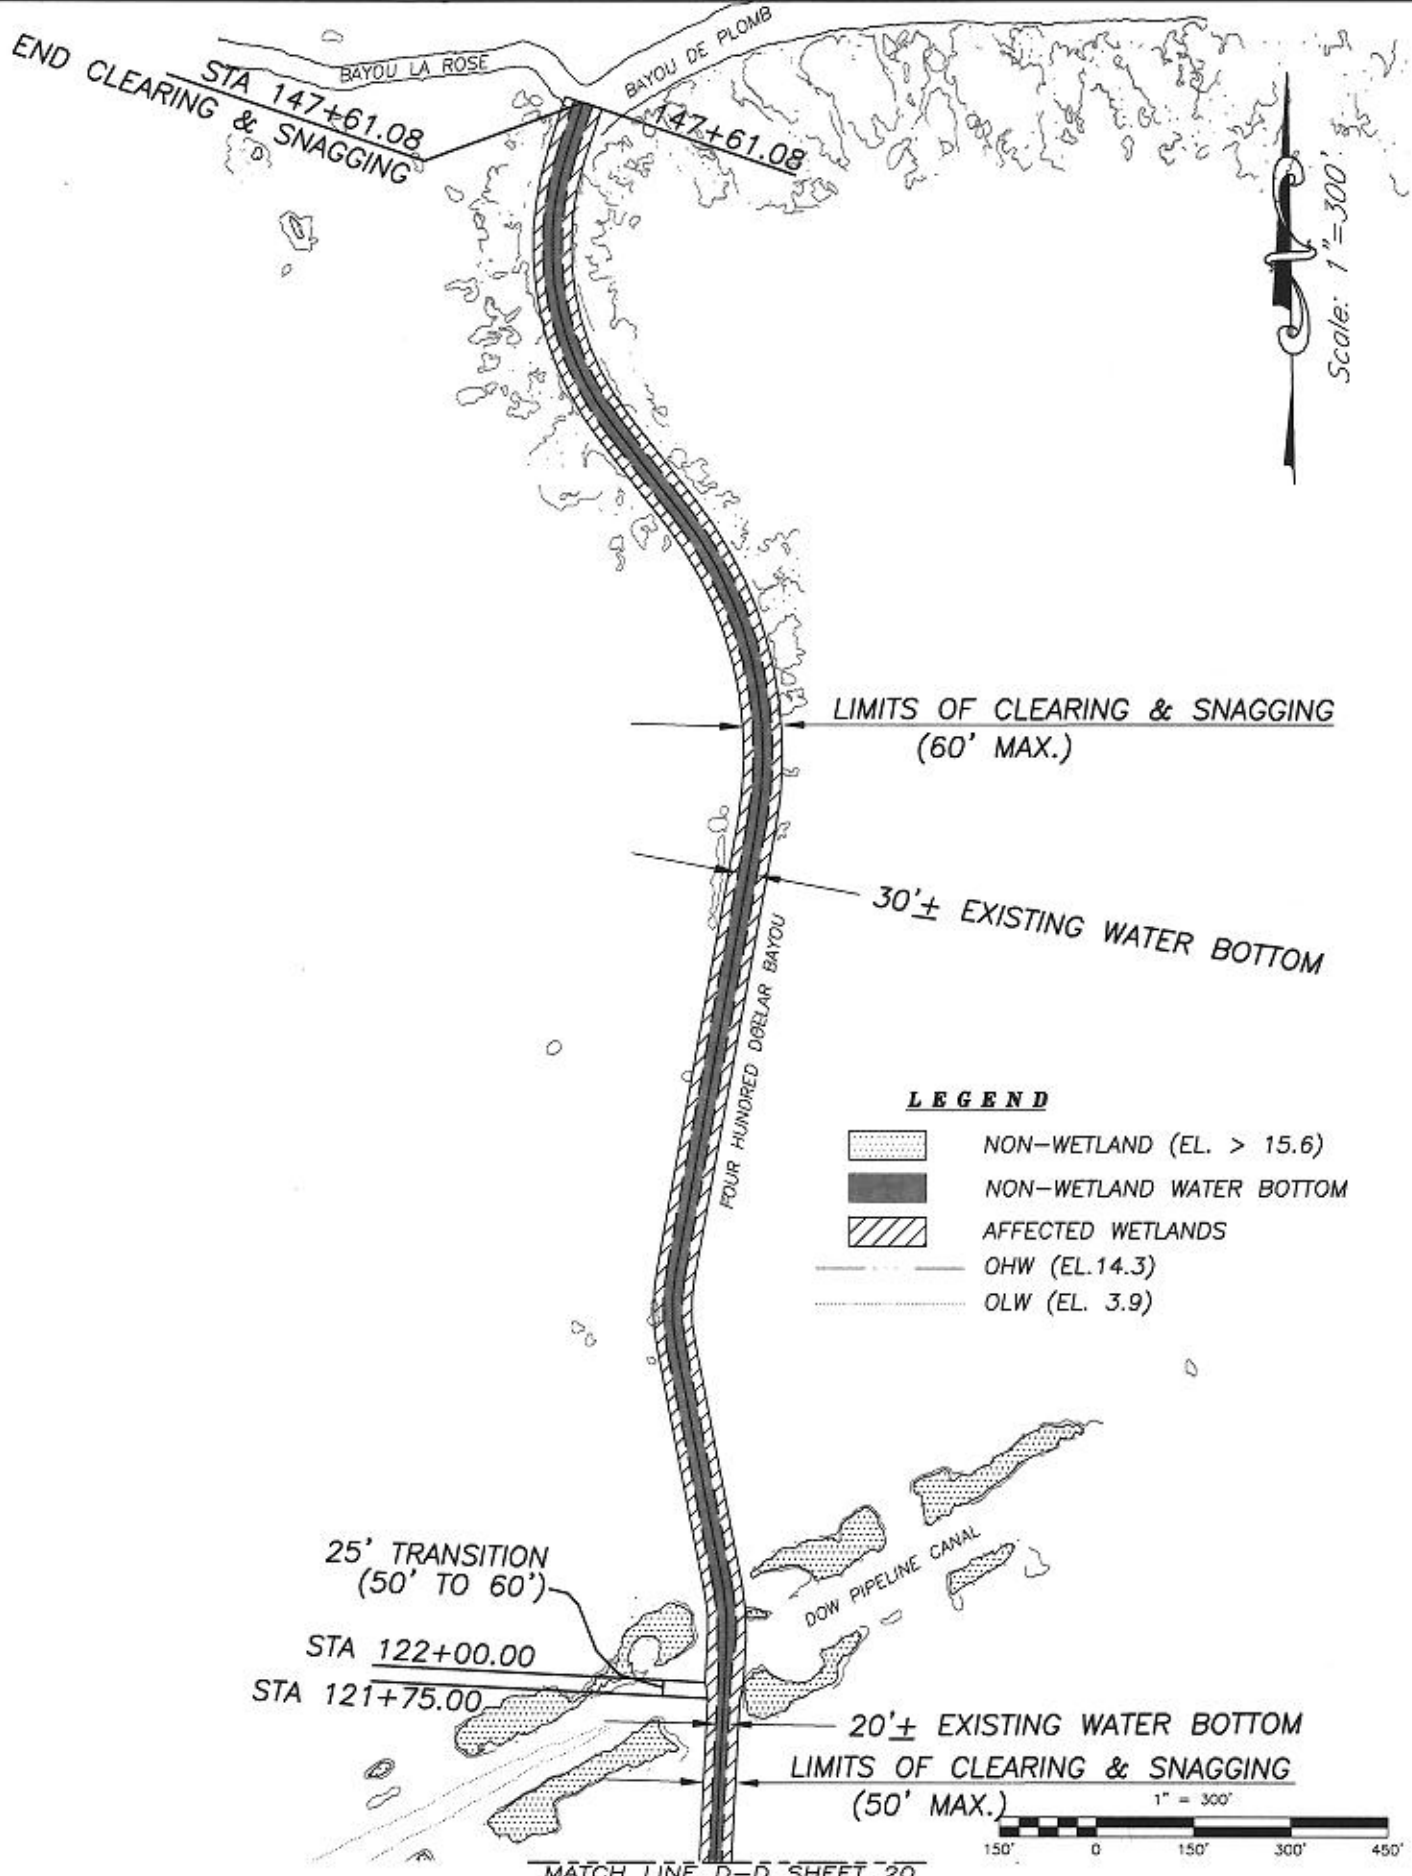 END CLEARING & SNAGGING
STA 147+61.08
BAYOU LA ROSE
BAYOU DE PLOMB
147+61.08
Scale: 1"=300'
LIMITS OF CLEARING & SNAGGING
(60' MAX.)
30'± EXISTING WATER BOTTOM
FOUR HUNDRED DOLLAR BAYOU
LEGEND
NON-WETLAND (EL. > 15.6)
NON-WETLAND WATER BOTTOM
AFFECTED WETLANDS
OHW (EL.14.3)
OLW (EL. 3.9)
25' TRANSITION
(50' TO 60')
DOW PIPELINE CANAL
STA 122+00.00
STA 121+75.00
20'± EXISTING WATER BOTTOM
LIMITS OF CLEARING & SNAGGING
(50' MAX.)
1" = 300'
150' 0 150' 300' 450'
MATCH LINE D-D SHEET 20